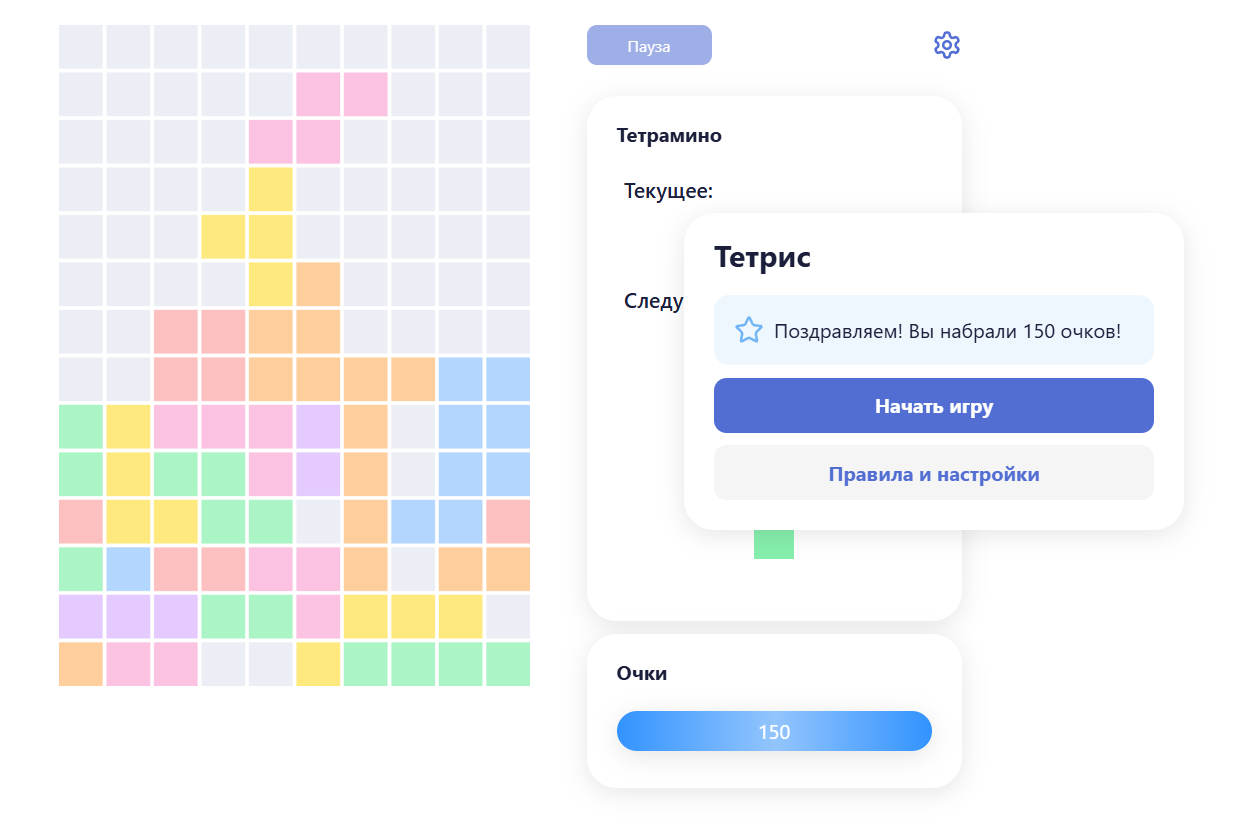 Пауза
Тетрамино
Текущее:
Следу
Тетрис
Поздравляем! Вы набрали 150 очков!
Начать игру
Правила и настройки
Очки
150